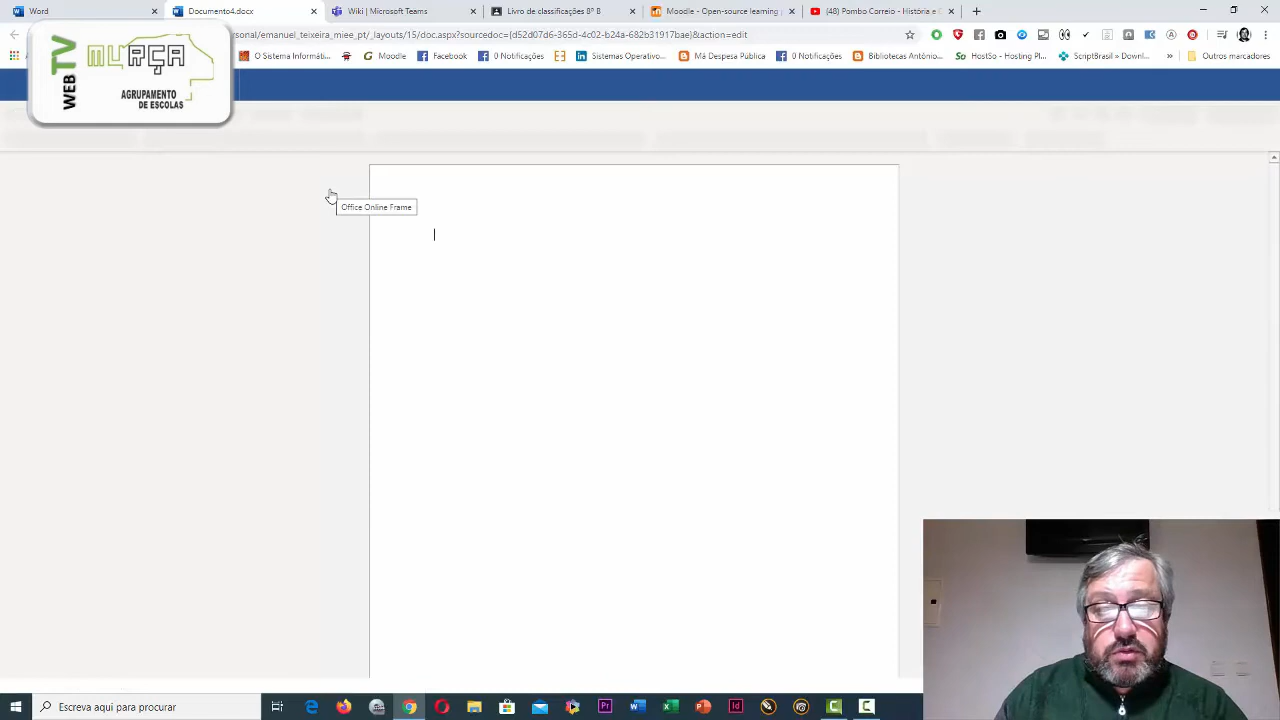 Word
Documento4.docx
Wiki | Microsoft Teams
Livro de classificações 8º B
Moodle - Open-source learning p
(48) Pombo Correio - História e C
sonal/emanuel_teixeira_miee_pt/_layouts/15/doc.aspx?sourcedoc={d52d07d6-365d-4c02-b24a-682b31917bae}&action=edit
O Sistema Informáti...
Moodle
Facebook
0 Notificações
Sistemas Operativo...
Má Despesa Pública
0 Notificações
Bibliotecas António...
HostSo - Hosting Pl...
ScriptBrasil » Downl...
»
Outros marcadores
WEB TV
MURÇA
AGRUPAMENTO
DE ESCOLAS
Office Online Frame
Escreva aqui para procurar